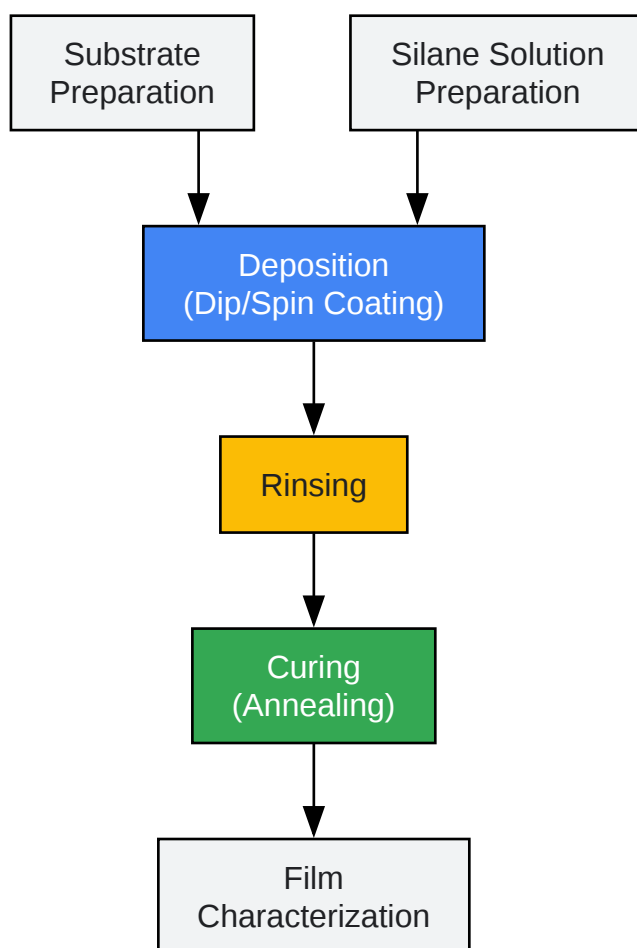 Substrate
Preparation
Silane Solution
Preparation
Deposition
(Dip/Spin Coating)
Rinsing
Curing
(Annealing)
Film
Characterization